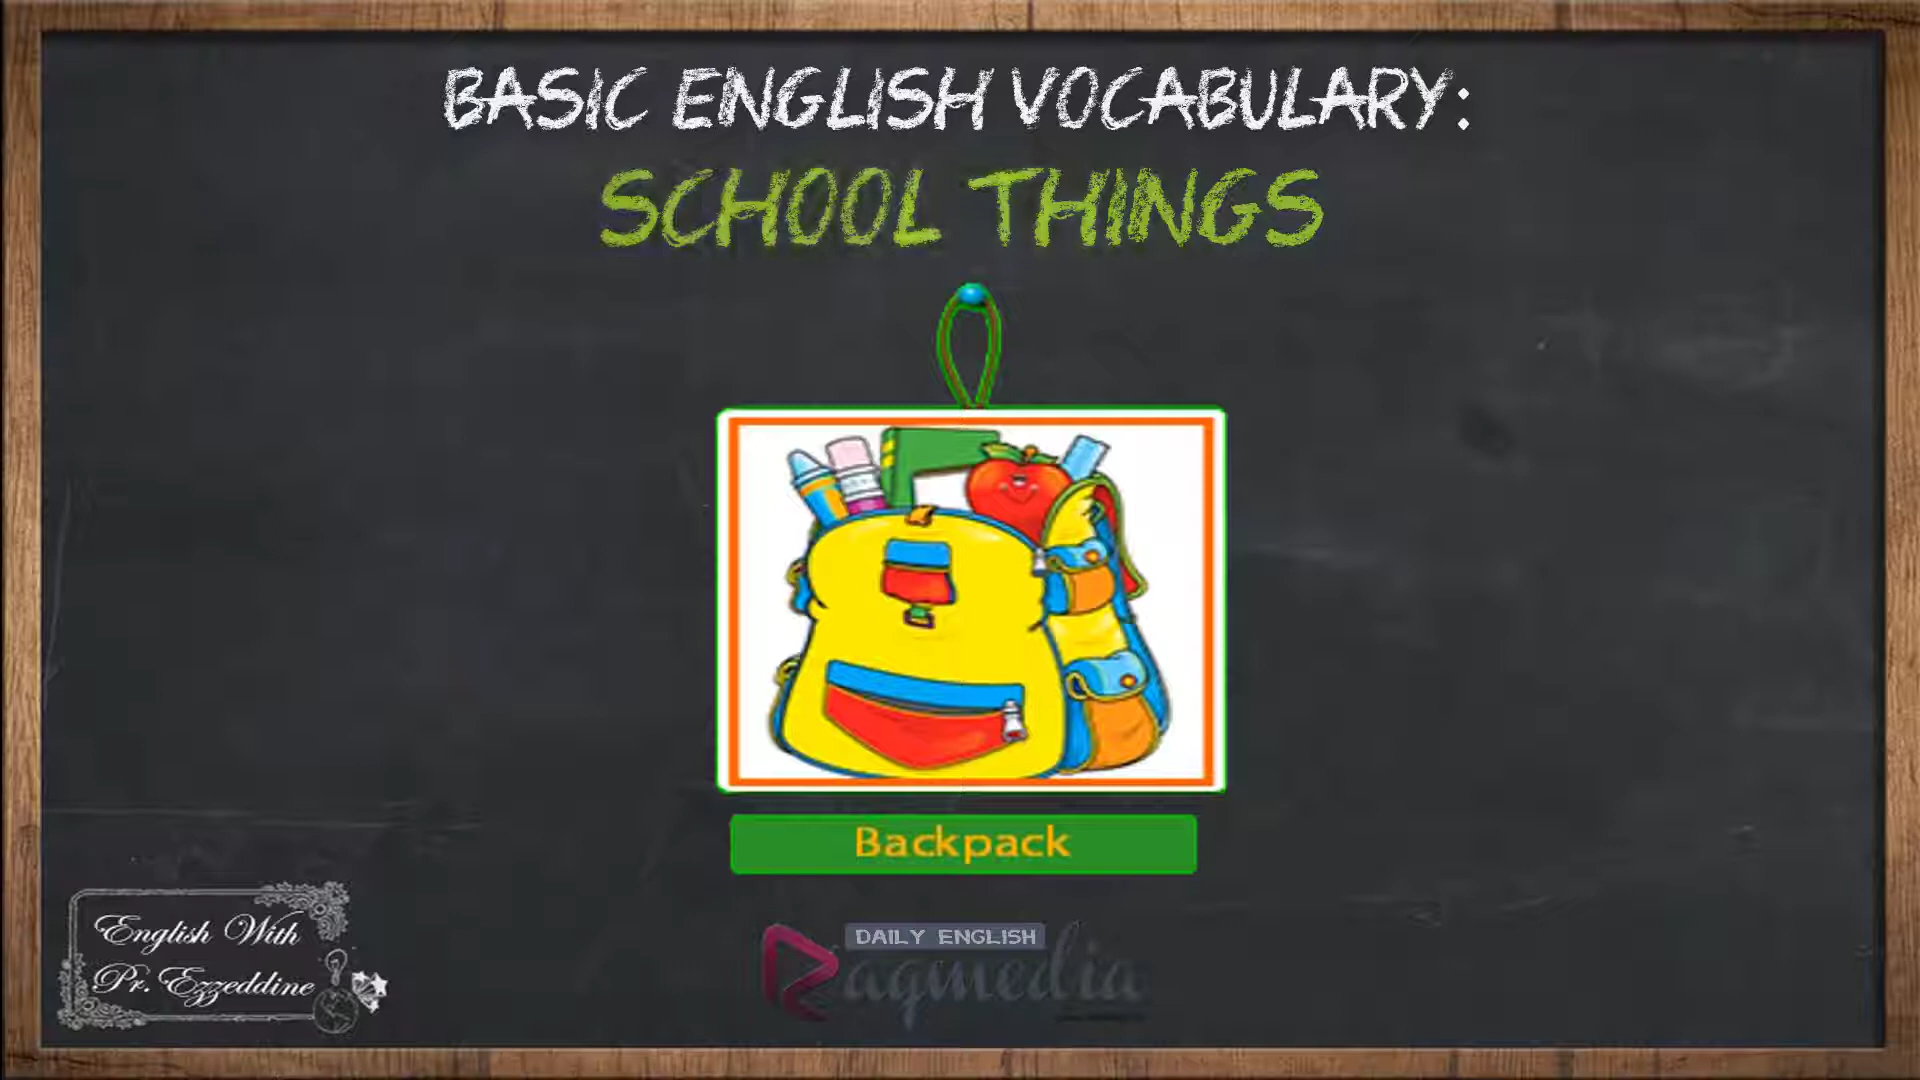 BASIC ENGLISH VOCABULARY:
SCHOOL THINGS
Backpack
English With
Pr. Ezzeddine
DAILY ENGLISH
agmedia